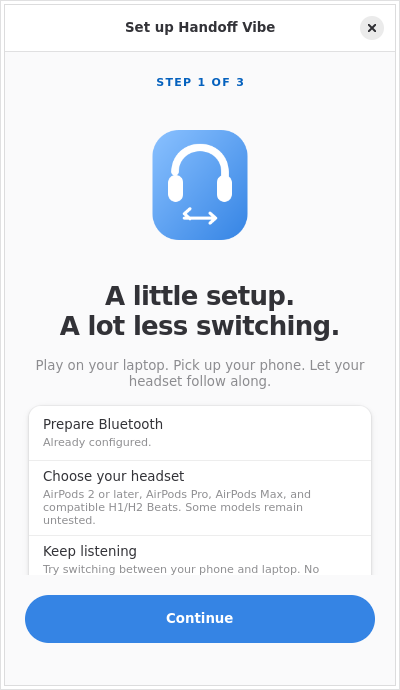 Set up Handoff Vibe
STEP 1 OF 3
A little setup.
A lot less switching.
Play on your laptop. Pick up your phone. Let your
headset follow along.
Prepare Bluetooth
Already configured.
Choose your headset
AirPods 2 or later, AirPods Pro, AirPods Max, and
compatible H1/H2 Beats. Some models remain
untested.
Keep listening
Try switching between your phone and laptop. No
Continue